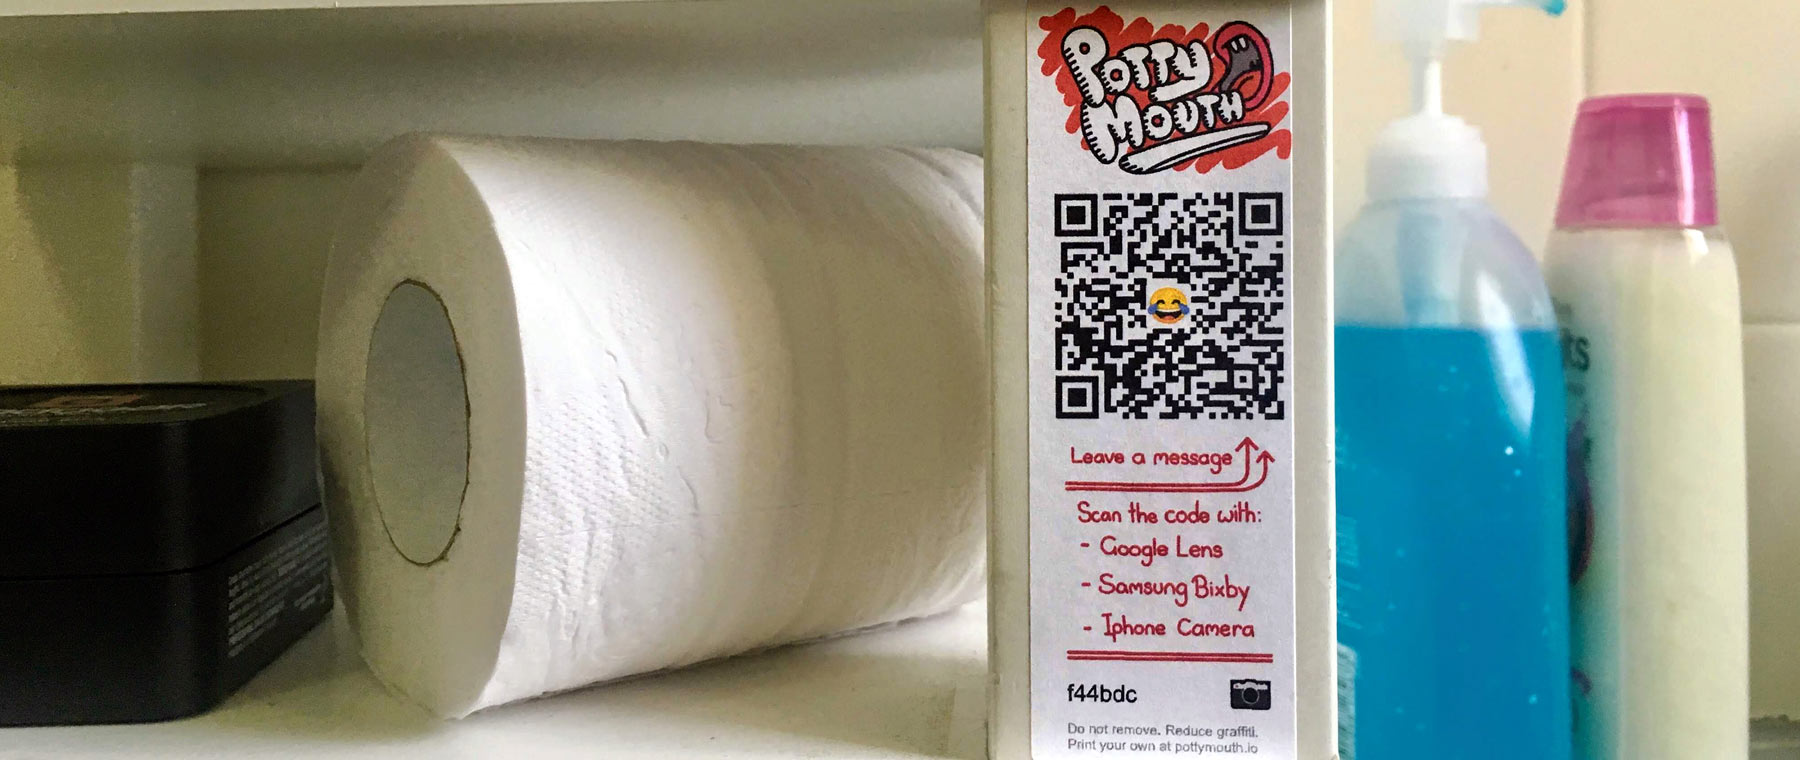 Potty
Mouth
Leave a message
Scan the code with:
- Google Lens
- Samsung Bixby
- Iphone Camera
f44bdc
Do not remove. Reduce graffiti.
Print your own at pottymouth.io